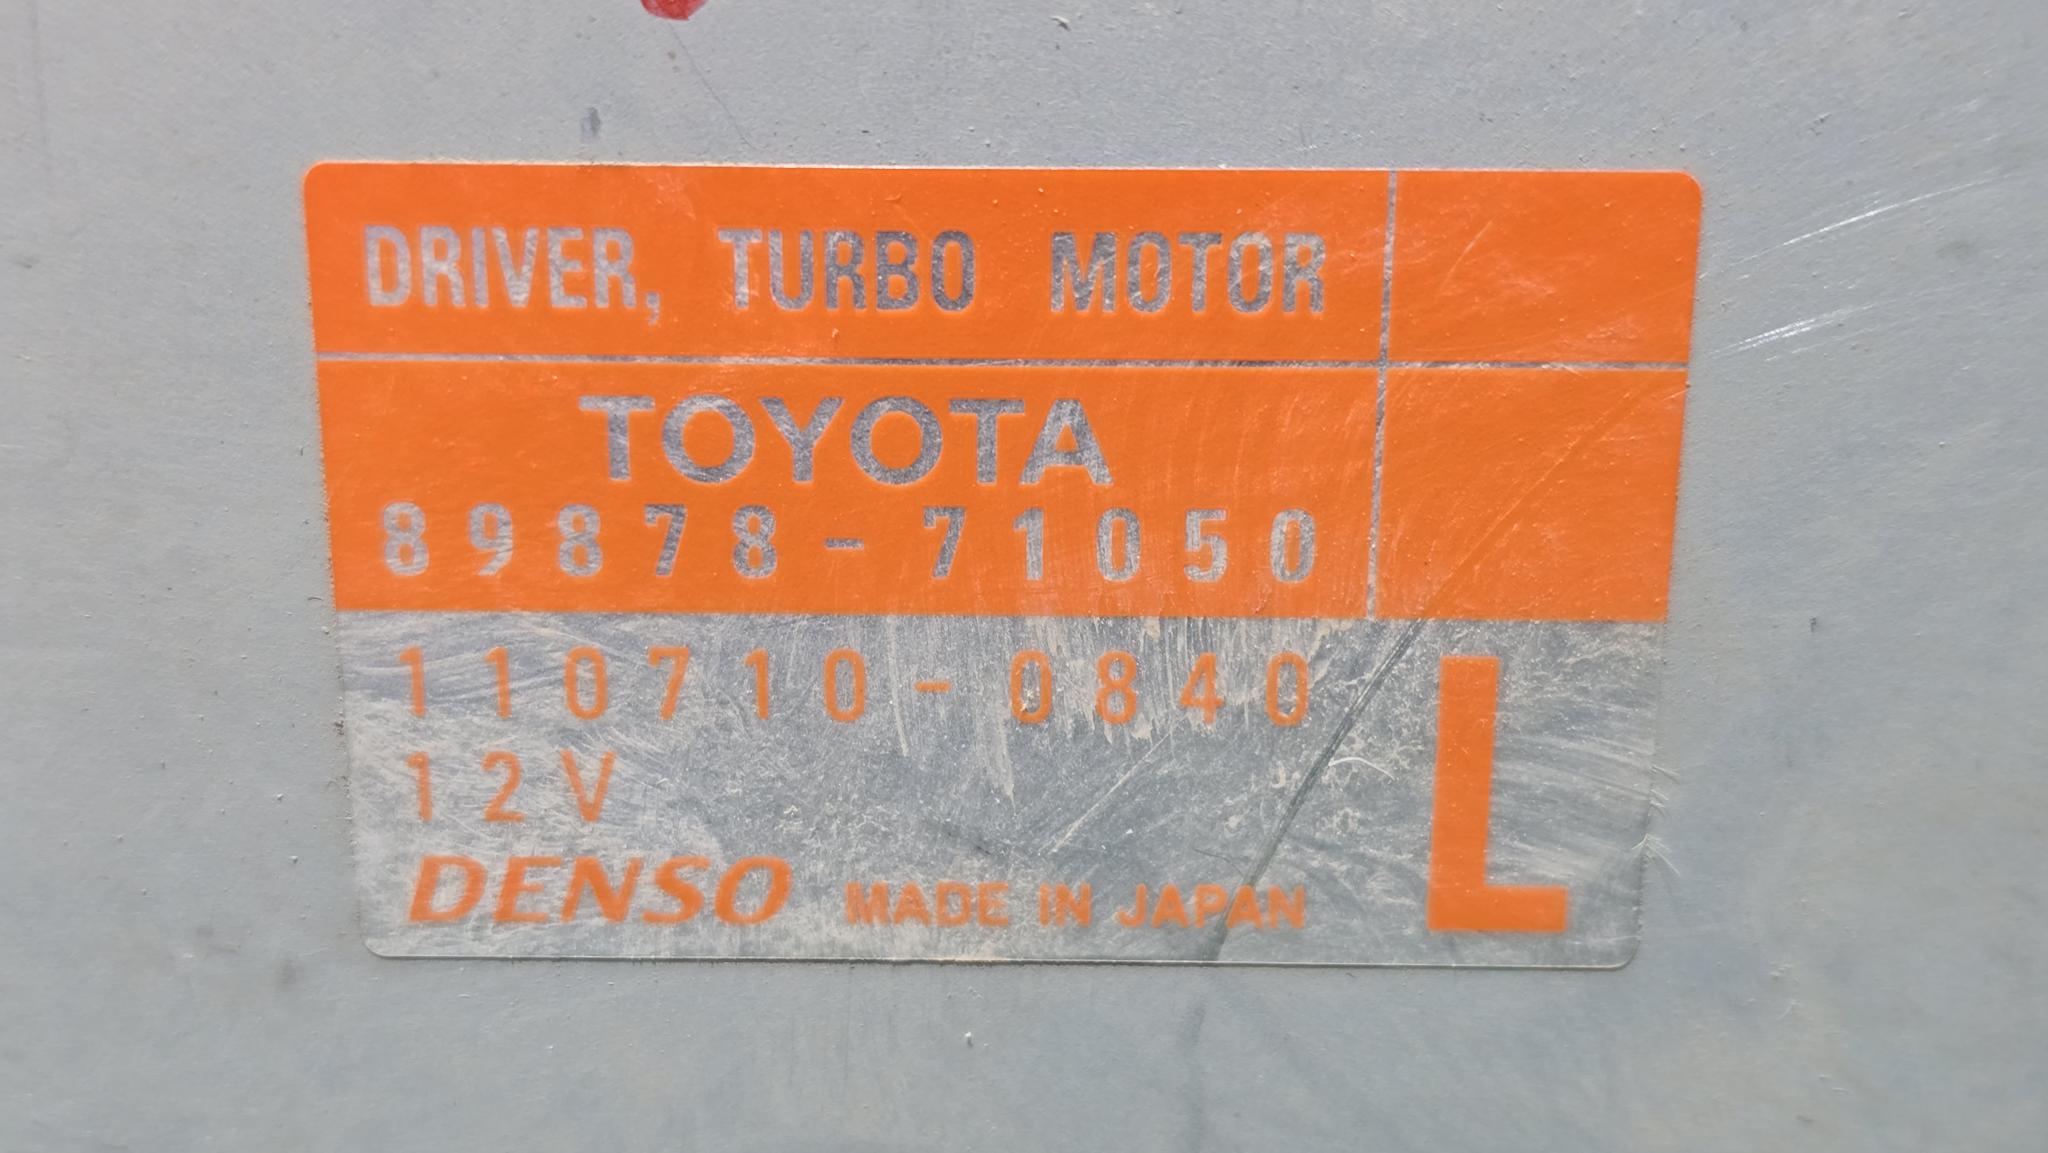 DRIVER, TURBO MOTOR
TOYOTA
89878-71050
110710-0840
12V
L
DENSO MADE IN JAPAN